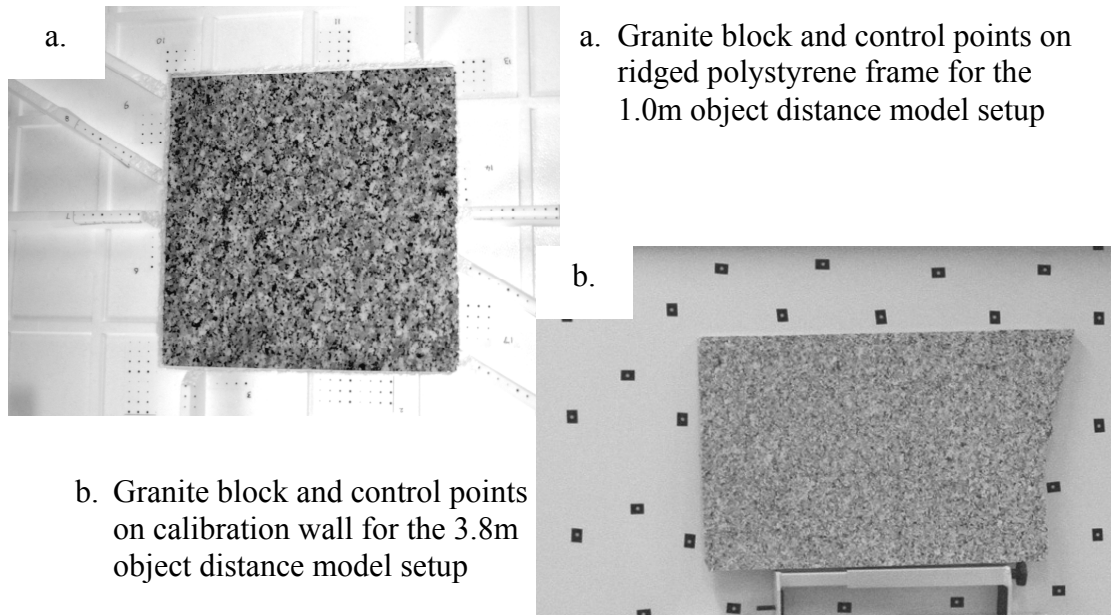 a.
a. Granite block and control points on
ridged polystyrene frame for the
1.0m object distance model setup
b.
b. Granite block and control points
on calibration wall for the 3.8m
object distance model setup